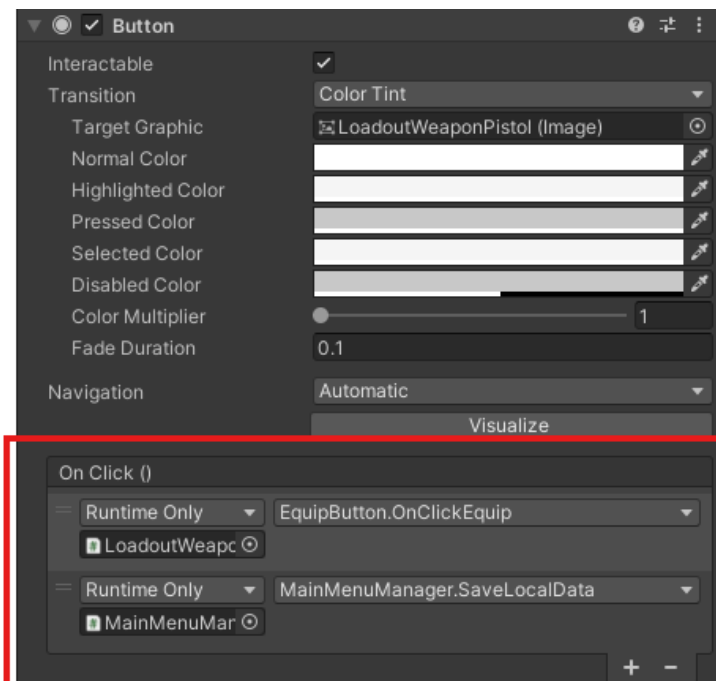 Button
Interactable
Transition Color Tint
Target Graphic LoadoutWeaponPistol (Image)
Normal Color
Highlighted Color
Pressed Color
Selected Color
Disabled Color
Color Multiplier 1
Fade Duration 0.1
Navigation Automatic
Visualize
On Click ()
Runtime Only EquipButton.OnClickEquip
LoadoutWeapc
Runtime Only MainMenuManager.SaveLocalData
MainMenuMar